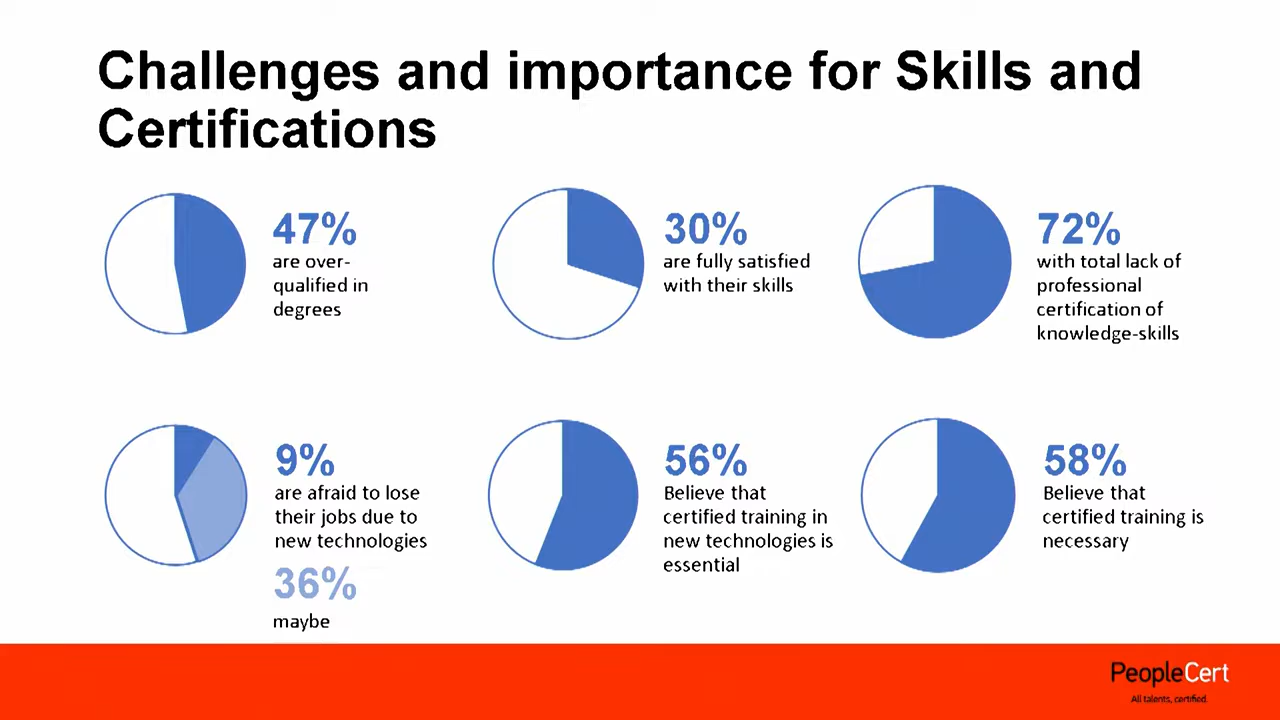 Challenges and importance for Skills and
Certifications
47%
are over-
qualified in
degrees
30%
are fully satisfied
with their skills
72%
with total lack of
professional
certification of
knowledge-skills
9%
are afraid to lose
their jobs due to
new technologies
36%
maybe
56%
Believe that
certified training in
new technologies is
essential
58%
Believe that
certified training is
necessary
PeopleCert
All talents, certified.